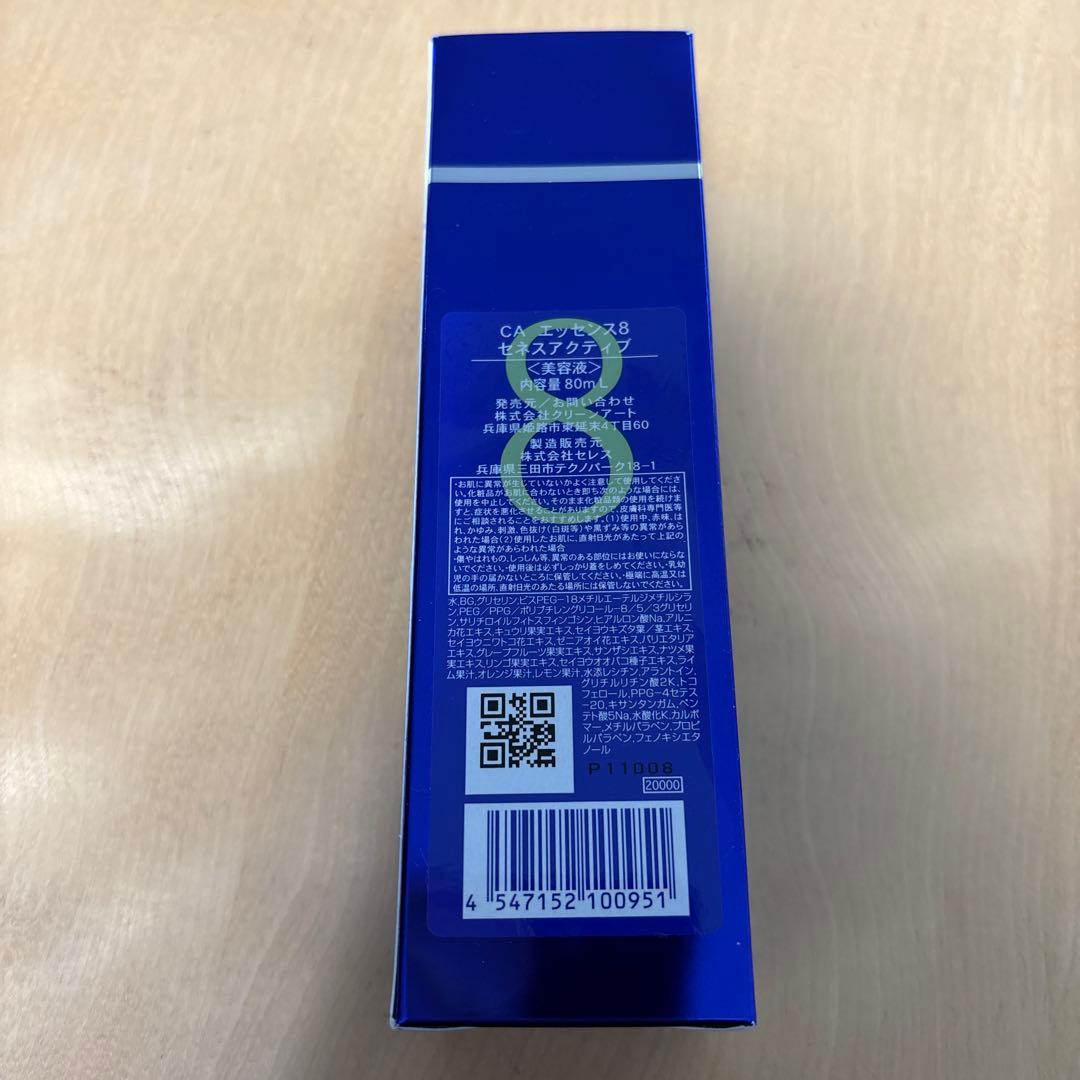 CA エッセンス8
セネスアクティブ
＜美容液＞
内容量 80mL
発売元／お問い合わせ
株式会社クリーンアート
兵庫県姫路市東延末4丁目60
製造販売元
株式会社セレス
兵庫県三田市テクノパーク18-1
・お肌に異常が生じていないかよく注意して使用してくださ
い。化粧品がお肌に合わないとき即ち次のような場合には、
使用を中止してください。そのまま化粧品類の使用を続けま
すと、症状を悪化させることがありますので、皮膚科専門医等
にご相談されることをおすすめします。(1)使用中、赤味、は
れ、かゆみ、刺激、色抜け(白斑等)や黒ずみ等の異常があら
われた場合(2)使用したお肌に、直射日光があたって上記の
ような異常があらわれた場合
・傷やはれもの、しっしん等、異常のある部位にはお使いにならな
いでください。・使用後は必ずしっかり蓋をしめてください。・乳幼
児の手の届かないところに保管してください。・極端に高温又は
低温の場所、直射日光のあたる場所には保管しないでください。
水,BG,グリセリン,ビスPEG-18メチルエーテルジメチルシラ
ン,PEG／PPG／ポリブチレングリコール-8／5／3グリセリ
ン,サリチロイルフィトスフィンゴシン,ヒアルロン酸Na,アルニ
カ花エキス,キュウリ果実エキス,セイヨウキズタ葉／茎エキス,
セイヨウニワトコ花エキス,ゼニアオイ花エキス,パリエタリア
エキス,グレープフルーツ果実エキス,サンザシエキス,ナツメ果
実エキス,リンゴ果実エキス,セイヨウオオバコ種子エキス,ライ
ム果汁,オレンジ果汁,レモン果汁,水添レシチン,アラントイン,
グリチルリチン酸2K,トコ
フェロール,PPG-4セテス
-20,キサンタンガム,ペン
テト酸5Na,水酸化K,カルボ
マー,メチルパラベン,プロピ
ルパラベン,フェノキシエタ
ノール
P11008
20000
4 547152 100951